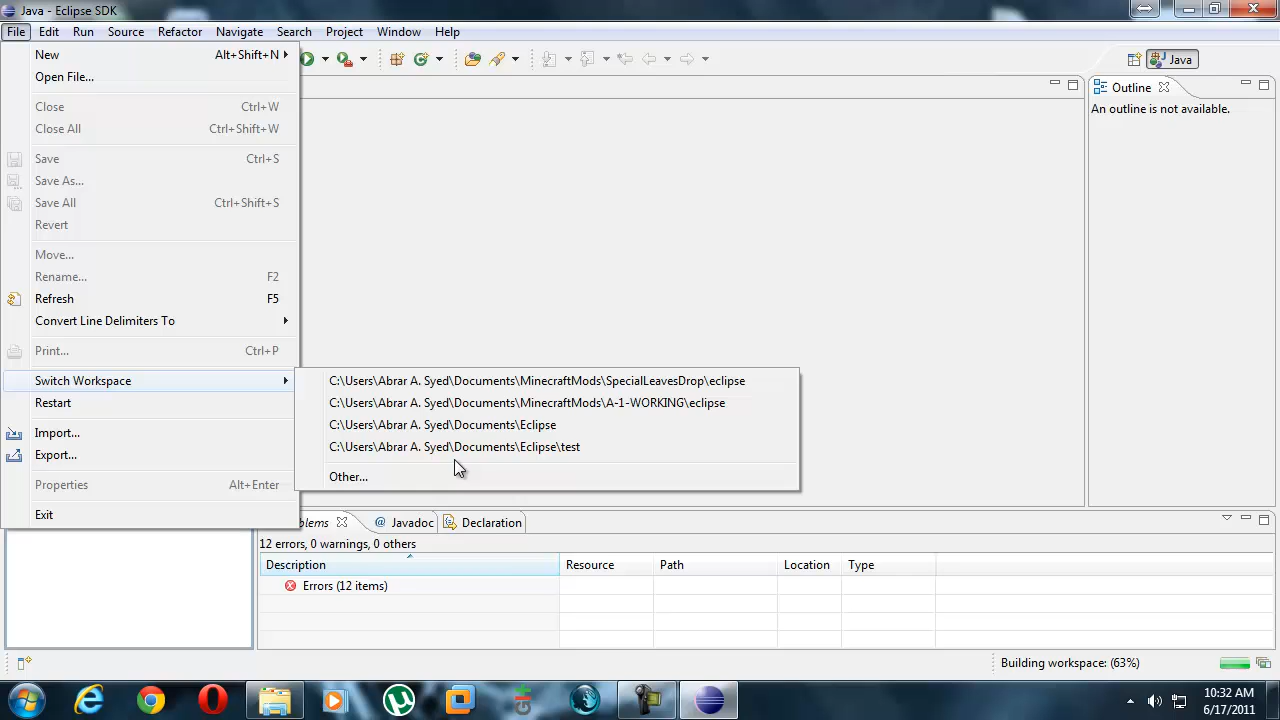 Java - Eclipse SDK
File Edit Run Source Refactor Navigate Search Project Window Help
New Alt+Shift+N
Open File...
Close Ctrl+W
Close All Ctrl+Shift+W
Save Ctrl+S
Save As...
Save All Ctrl+Shift+S
Revert
Move...
Rename... F2
Refresh F5
Convert Line Delimiters To
Print... Ctrl+P
Switch Workspace
Restart
Import...
Export...
Properties Alt+Enter
Exit
C:\Users\Abrar A. Syed\Documents\MinecraftMods\SpecialLeavesDrop\eclipse
C:\Users\Abrar A. Syed\Documents\MinecraftMods\A-1-WORKING\eclipse
C:\Users\Abrar A. Syed\Documents\Eclipse
C:\Users\Abrar A. Syed\Documents\Eclipse\test
Other...
Java
Outline
An outline is not available.
oblems @ Javadoc Declaration
12 errors, 0 warnings, 0 others
Description Resource Path Location Type
Errors (12 items)
Building workspace: (63%)
10:32 AM
6/17/2011